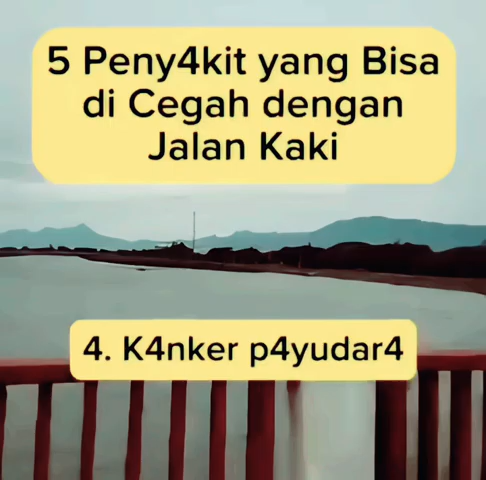 5 Peny4kit yang Bisa
di Cegah dengan
Jalan Kaki
4. K4nker p4yudar4